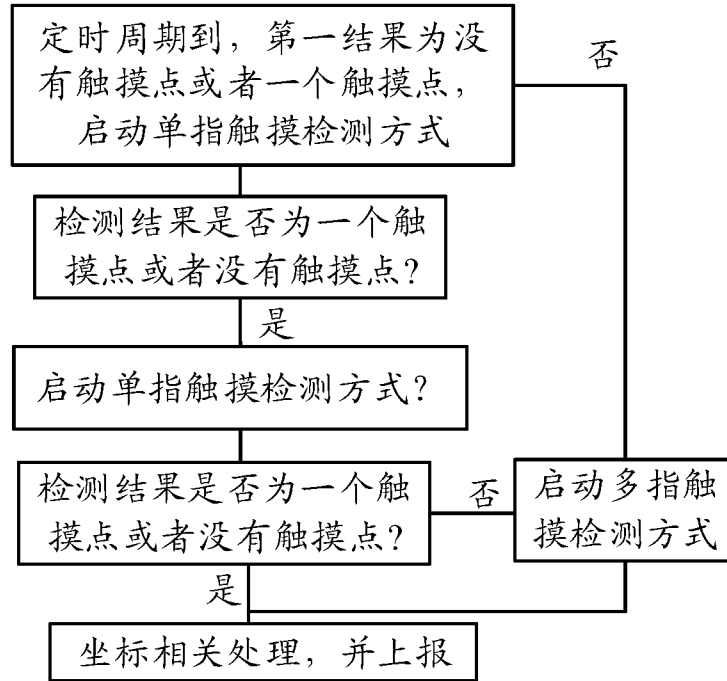 定时周期到，第一结果为没
有触摸点或者一个触摸点，
启动单指触摸检测方式
否
检测结果是否为一个触
摸点或者没有触摸点？
是
启动单指触摸检测方式？
检测结果是否为一个触
摸点或者没有触摸点？
否
启动多指触
摸检测方式
是
坐标相关处理，并上报